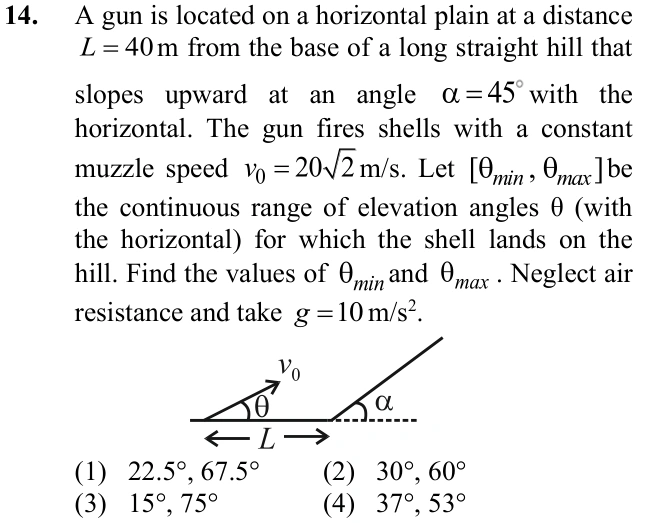 14. A gun is located on a horizontal plain at a distance
L = 40 m from the base of a long straight hill that
slopes upward at an angle α = 45° with the
horizontal. The gun fires shells with a constant
muzzle speed v₀ = 20√2 m/s. Let [θmin, θmax] be
the continuous range of elevation angles θ (with
the horizontal) for which the shell lands on the
hill. Find the values of θmin and θmax. Neglect air
resistance and take g = 10 m/s².
v₀
θ α
L
(1) 22.5°, 67.5° (2) 30°, 60°
(3) 15°, 75° (4) 37°, 53°